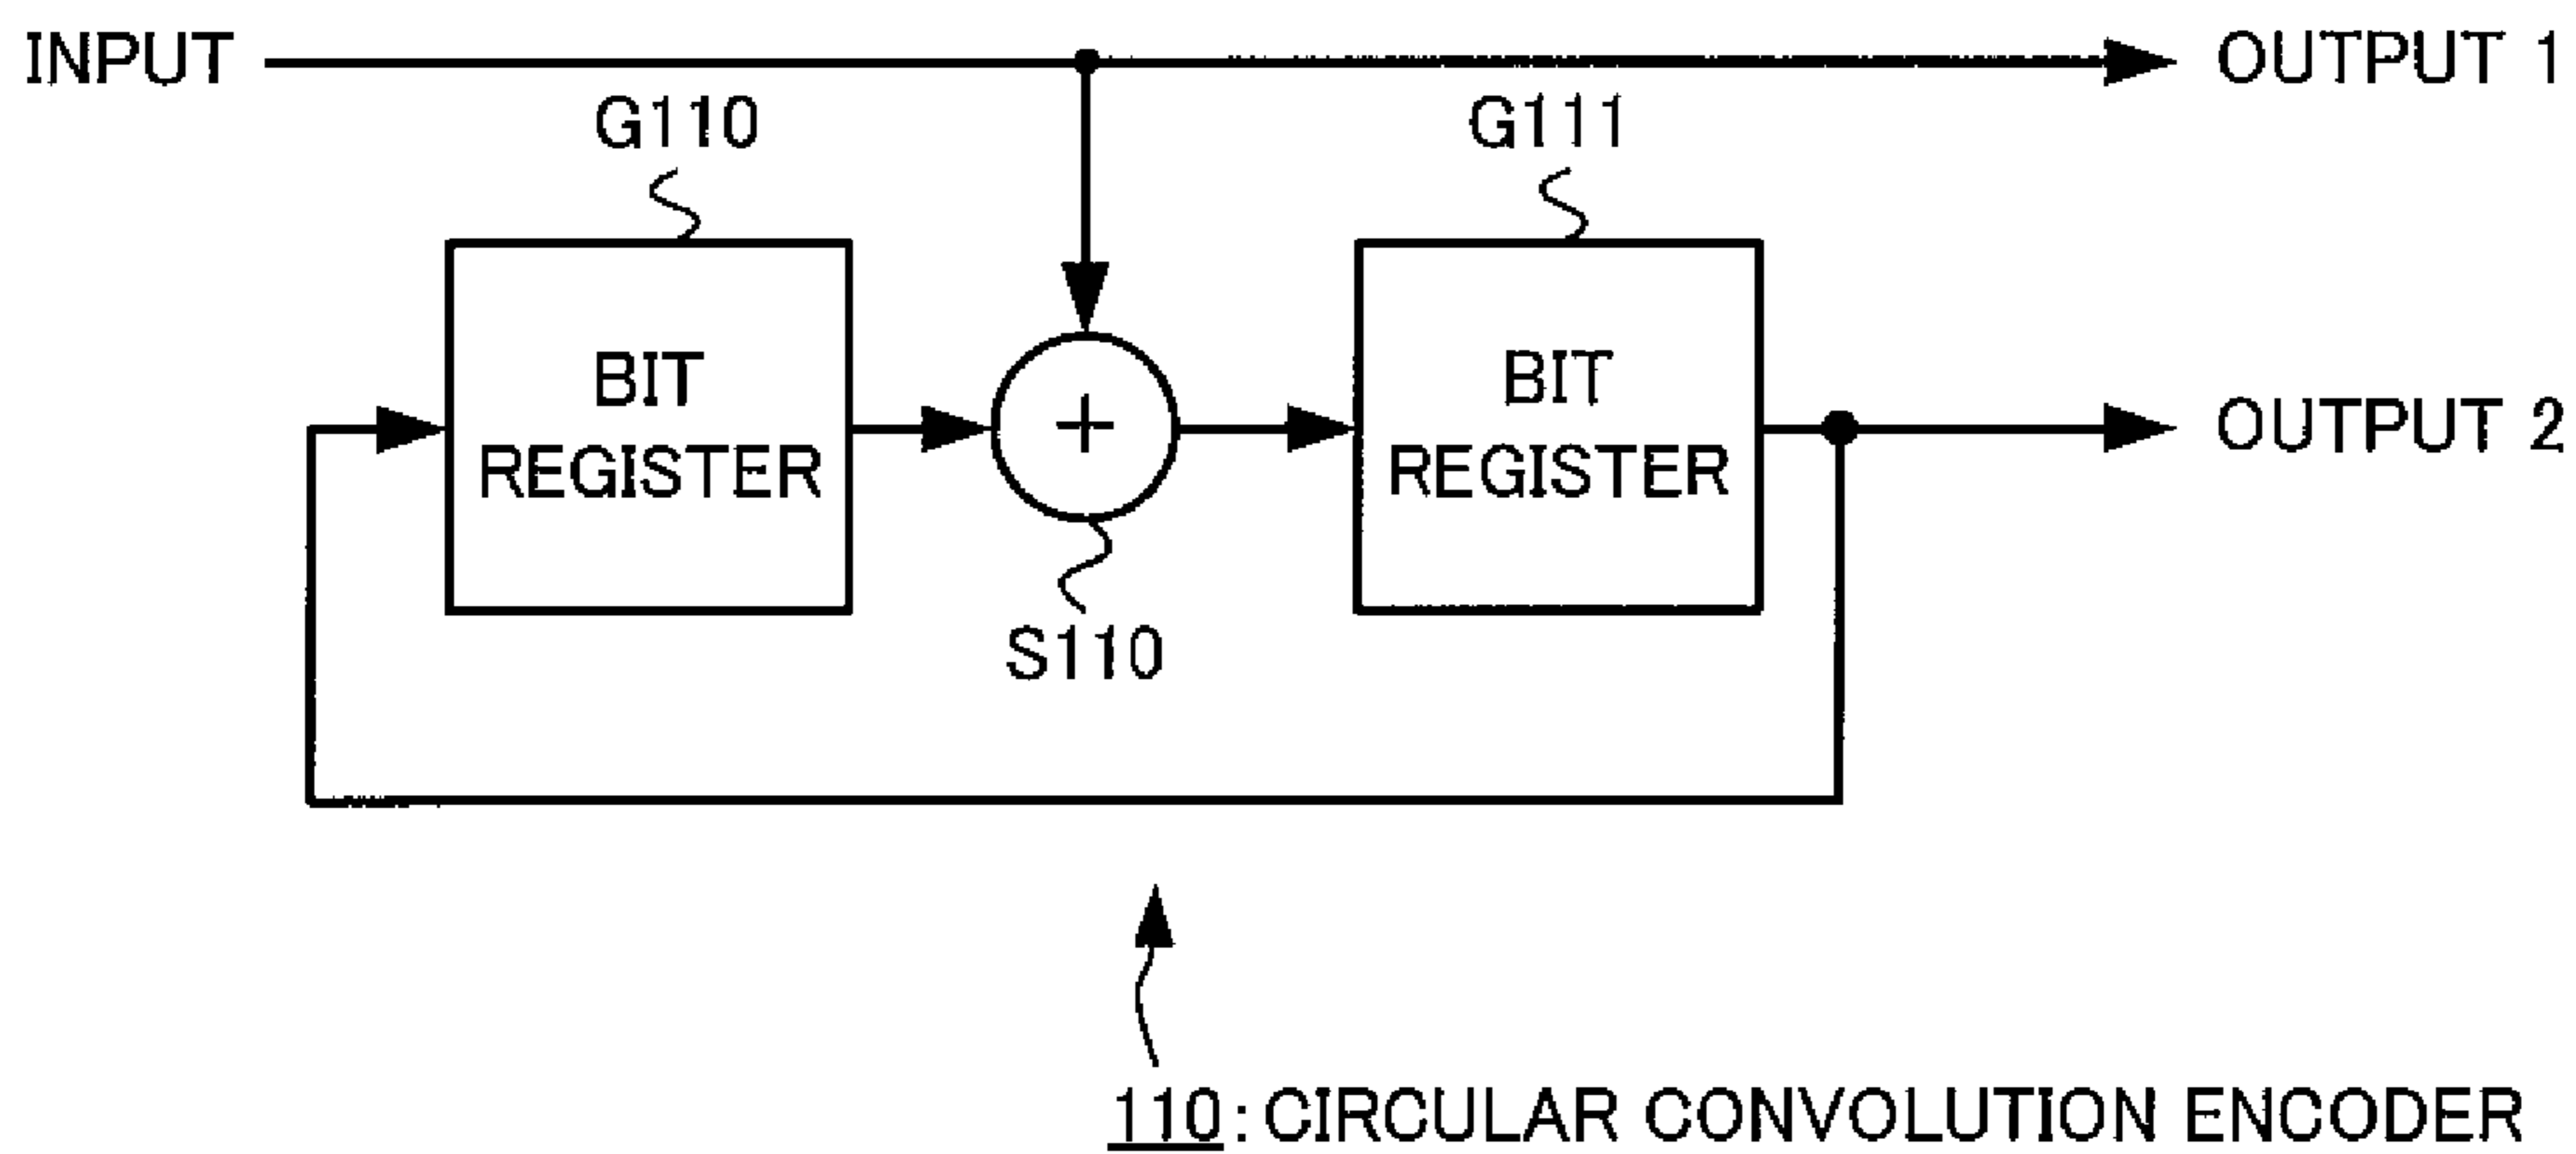 INPUT
OUTPUT 1
G110
G111
BIT
REGISTER
+
BIT
REGISTER
OUTPUT 2
S110
110: CIRCULAR CONVOLUTION ENCODER